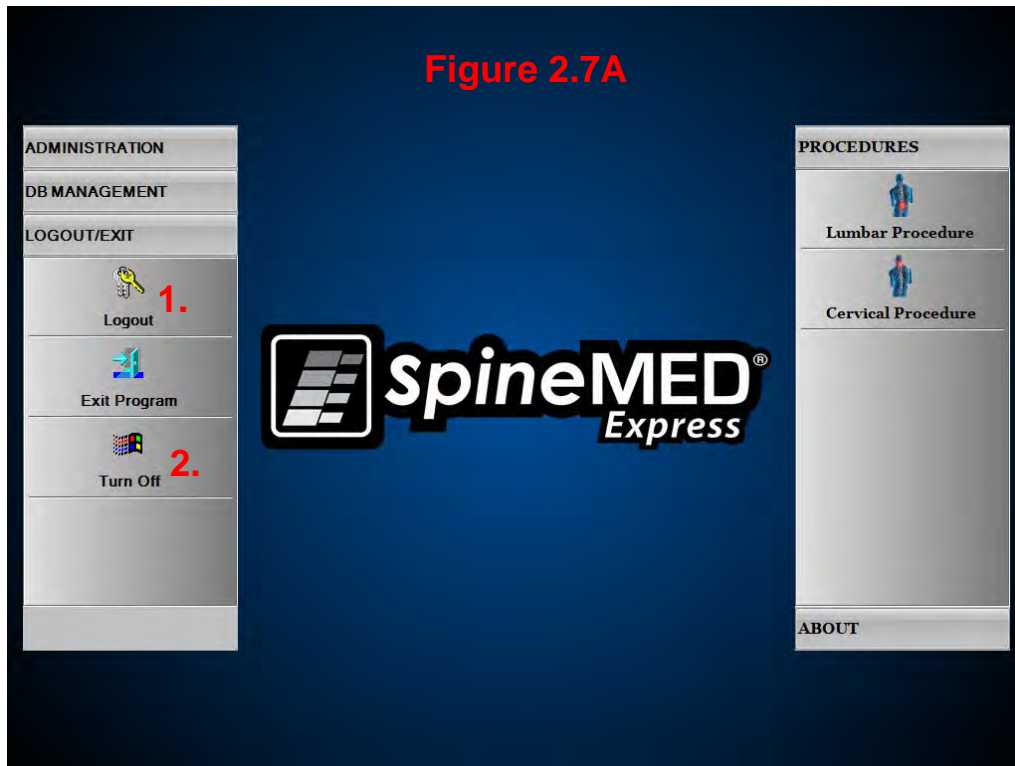 Figure 2.7A
ADMINISTRATION
DB MANAGEMENT
LOGOUT/EXIT
1.
Logout
Exit Program
2.
Turn Off
SpineMED®
Express
PROCEDURES
Lumbar Procedure
Cervical Procedure
ABOUT